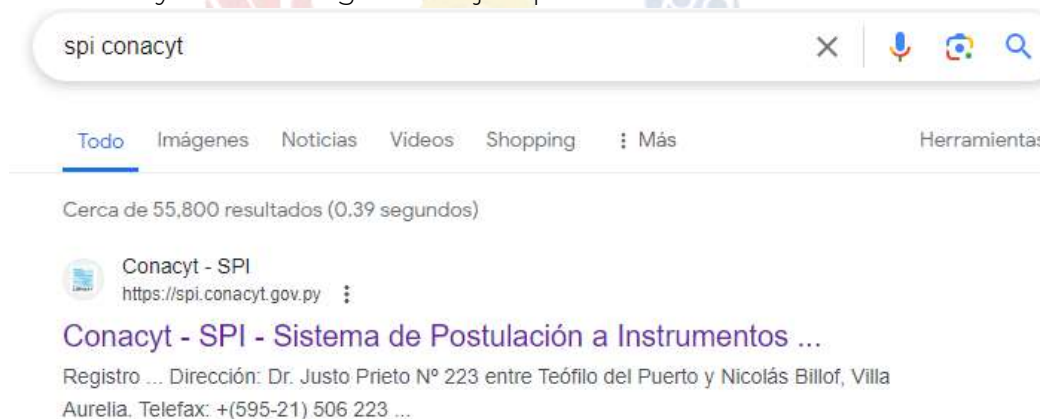 spi conacyt
Todo Imágenes Noticias Videos Shopping Más Herramientas
Cerca de 55,800 resultados (0.39 segundos)
Conacyt - SPI
https://spi.conacyt.gov.py
Conacyt - SPI - Sistema de Postulación a Instrumentos ...
Registro ... Dirección: Dr. Justo Prieto Nº 223 entre Teófilo del Puerto y Nicolás Billof, Villa
Aurelia. Telefax: +(595-21) 506 223 ...